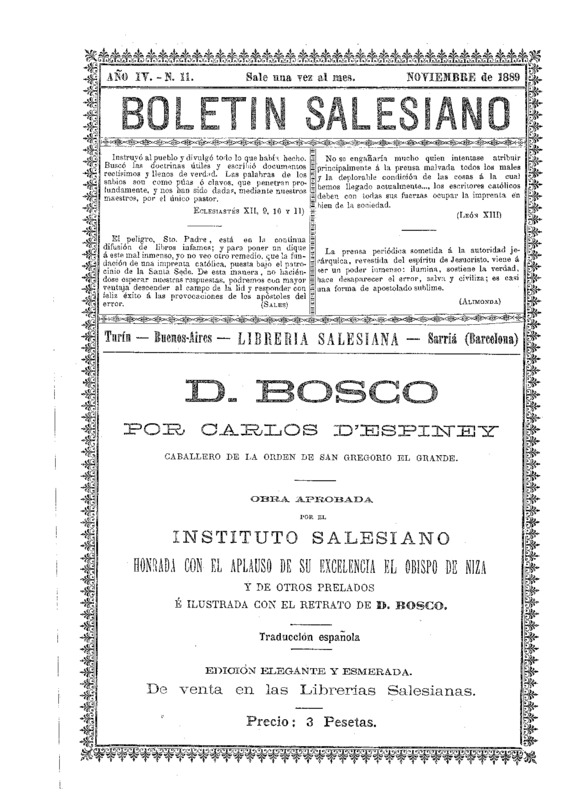 AÑO IV. - N. 11. Sale una vez al mes. NOVIEMBRE de 1889
BOLETIN SALESIANO
Instruyó al pueblo y divulgó todo lo que había hecho.
Buscó las doctrinas útiles y escribió documentos
rectísimos y llenos de verdad. Las palabras de los
sabios son como púas ó clavos, que penetran pro-
fundamente, y nos han sido dadas, mediante nuestros
maestros, por el único pastor.
ECLESIASTÉS XII, 9, 10 y 11)
El peligro, Sto. Padre, está en la continua
difusión de libros infames; y para poner un dique
á este mal inmenso, yo no veo otro remedio, que la fun-
dación de una imprenta católica, puesta bajo el patro-
cinio de la Santa Sede. De esta manera, no hacién-
dose esperar nuestras respuestas, podremos con mayor
ventaja descender al campo de la lid y responder con
feliz éxito á las provocaciones de los apóstoles del
error. (SALES)
No se engañaría mucho quien intentase atribuir
principalmente á la prensa malvada todos los males
y la deplorable condición de las cosas á la cual
hemos llegado actualmente..., los escritores católicos
deben con todas sus fuerzas ocupar la imprenta en
bien de la sociedad.
(LEÓN XIII)
La prensa periódica sometida á la autoridad je-
rárquica, revestida del espíritu de Jesucristo, viene á
ser un poder inmenso: ilumina, sostiene la verdad,
hace desaparecer el error, salva y civiliza; es casi
una forma de apostolado sublime.
(ALIMONDA)
Turín — Buenos-Aires — LIBRERIA SALESIANA — Sarriá (Barcelona)
D. BOSCO
POR CARLOS D'ESPINEY
CABALLERO DE LA ORDEN DE SAN GREGORIO EL GRANDE.
OBRA APROBADA
POR EL
INSTITUTO SALESIANO
HONRADA CON EL APLAUSO DE SU EXCELENCIA EL OBISPO DE NIZA
Y DE OTROS PRELADOS
É ILUSTRADA CON EL RETRATO DE D. BOSCO.
Traducción española
EDICIÓN ELEGANTE Y ESMERADA.
De venta en las Librerías Salesianas.
Precio: 3 Pesetas.